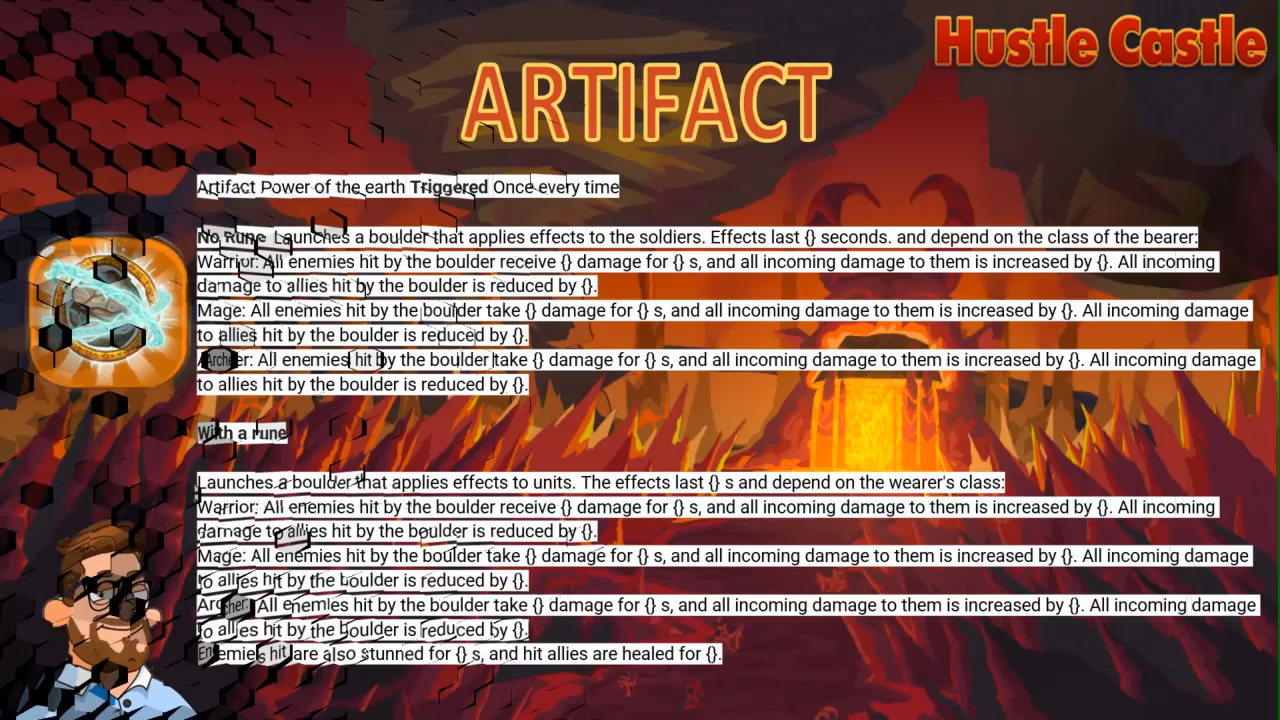 Hustle Castle
ARTIFACT
Artifact Power of the earth Triggered Once every time
No Rune Launches a boulder that applies effects to the soldiers. Effects last {} seconds. and depend on the class of the bearer:
Warrior: All enemies hit by the boulder receive {} damage for {} s, and all incoming damage to them is increased by {}. All incoming
damage to allies hit by the boulder is reduced by {}.
Mage: All enemies hit by the boulder take {} damage for {} s, and all incoming damage to them is increased by {}. All incoming damage
to allies hit by the boulder is reduced by {}.
Archer: All enemies hit by the boulder take {} damage for {} s, and all incoming damage to them is increased by {}. All incoming damage
to allies hit by the boulder is reduced by {}.
With a rune
Launches a boulder that applies effects to units. The effects last {} s and depend on the wearer's class:
Warrior: All enemies hit by the boulder receive {} damage for {} s, and all incoming damage to them is increased by {}. All incoming
damage to allies hit by the boulder is reduced by {}.
Mage: All enemies hit by the boulder take {} damage for {} s, and all incoming damage to them is increased by {}. All incoming damage
to allies hit by the boulder is reduced by {}.
Archer: All enemies hit by the boulder take {} damage for {} s, and all incoming damage to them is increased by {}. All incoming damage
to allies hit by the boulder is reduced by {}.
Enemies hit are also stunned for {} s, and hit allies are healed for {}.